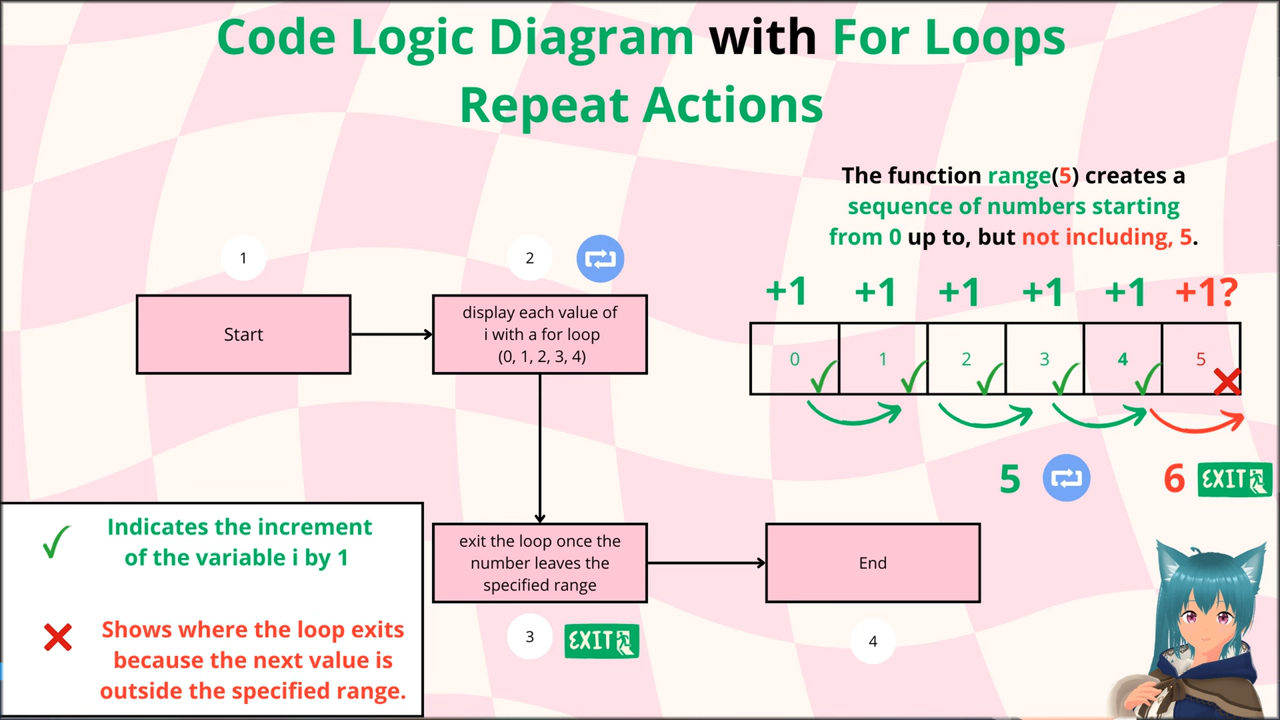 Code Logic Diagram with For Loops
Repeat Actions
The function range(5) creates a
sequence of numbers starting
from 0 up to, but not including, 5.
1
2
Start
display each value of
i with a for loop
(0, 1, 2, 3, 4)
+1 +1 +1 +1 +1 +1?
0 1 2 3 4 5
5 6 EXIT
Indicates the increment
of the variable i by 1
Shows where the loop exits
because the next value is
outside the specified range.
exit the loop once the
number leaves the
specified range
End
3 EXIT
4